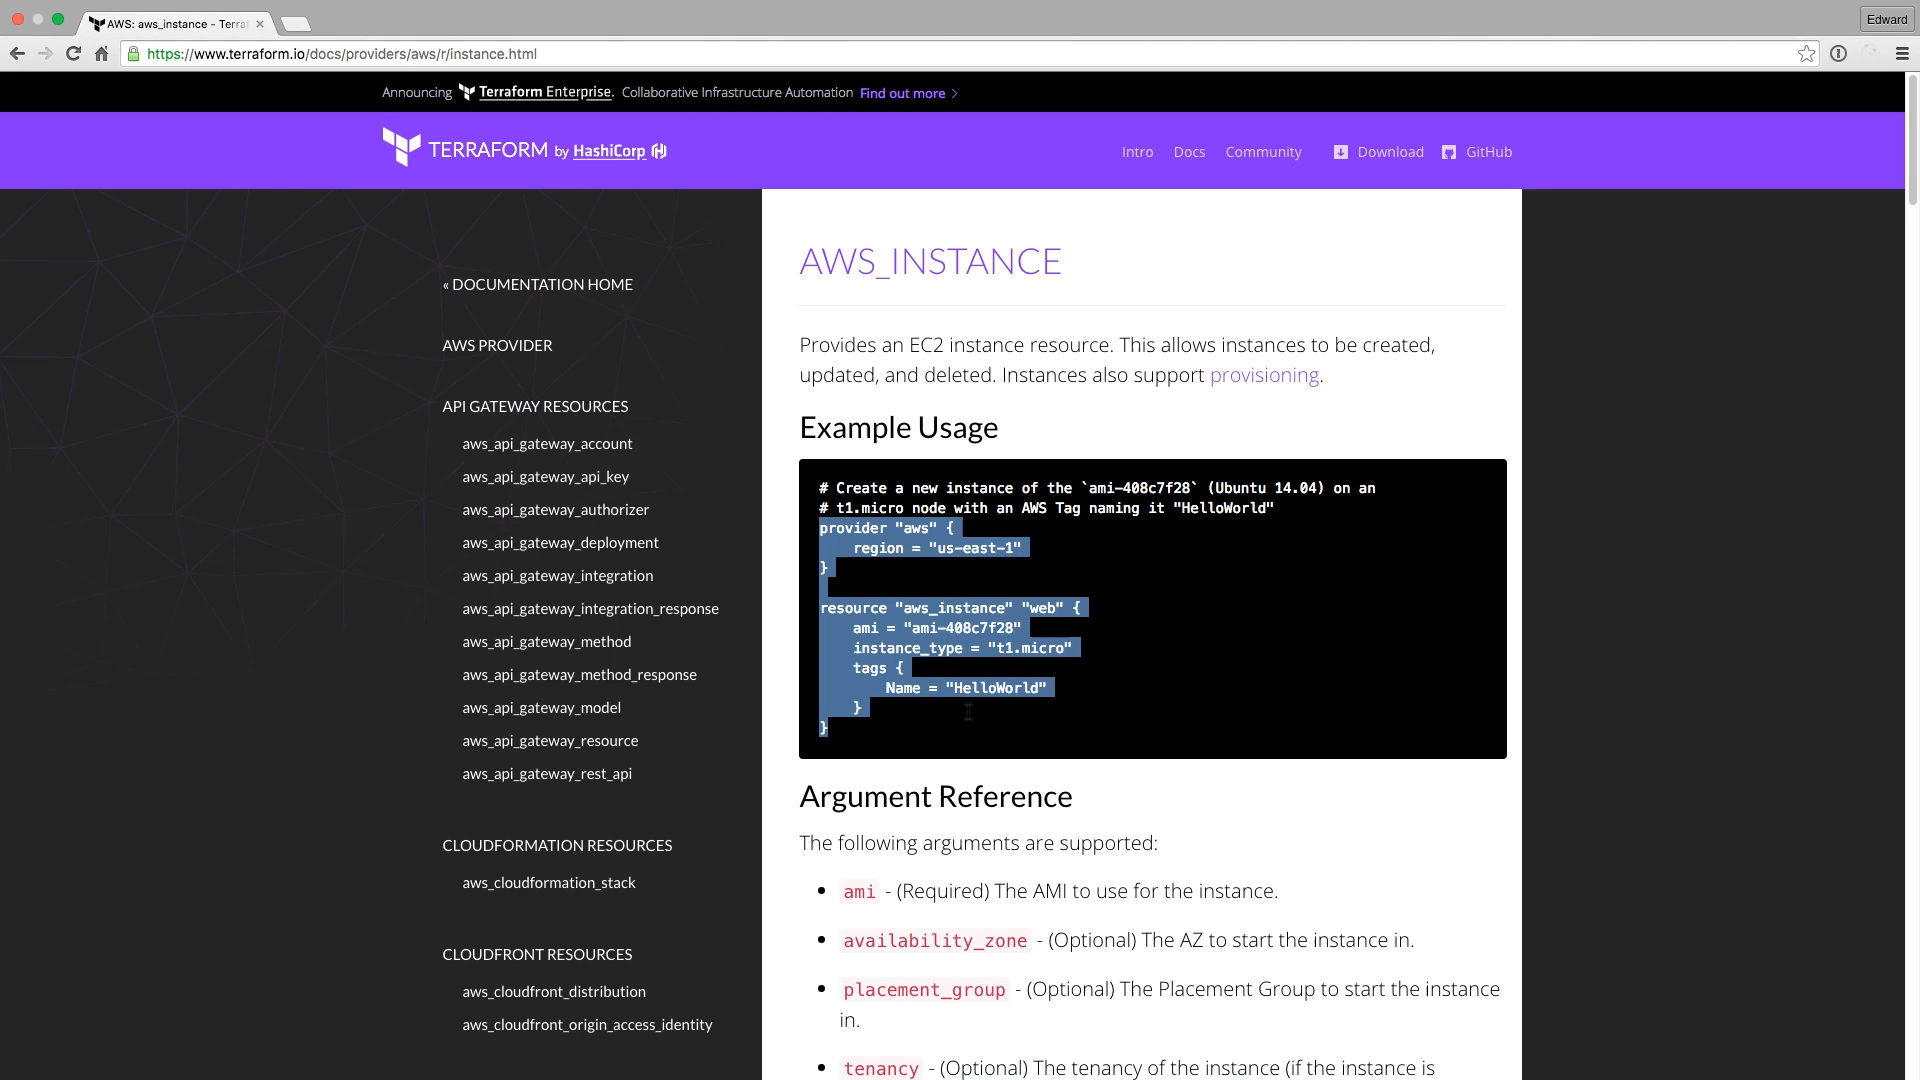 AWS: aws_instance - Terra
Edward
https://www.terraform.io/docs/providers/aws/r/instance.html
Announcing Terraform Enterprise. Collaborative Infrastructure Automation Find out more
TERRAFORM by HashiCorp
Intro Docs Community Download GitHub
« DOCUMENTATION HOME
AWS PROVIDER
API GATEWAY RESOURCES
aws_api_gateway_account
aws_api_gateway_api_key
aws_api_gateway_authorizer
aws_api_gateway_deployment
aws_api_gateway_integration
aws_api_gateway_integration_response
aws_api_gateway_method
aws_api_gateway_method_response
aws_api_gateway_model
aws_api_gateway_resource
aws_api_gateway_rest_api
CLOUDFORMATION RESOURCES
aws_cloudformation_stack
CLOUDFRONT RESOURCES
aws_cloudfront_distribution
aws_cloudfront_origin_access_identity
AWS_INSTANCE
Provides an EC2 instance resource. This allows instances to be created,
updated, and deleted. Instances also support provisioning.
Example Usage
# Create a new instance of the `ami-408c7f28` (Ubuntu 14.04) on an
# t1.micro node with an AWS Tag naming it "HelloWorld"
provider "aws" {
    region = "us-east-1"
}
resource "aws_instance" "web" {
    ami = "ami-408c7f28"
    instance_type = "t1.micro"
    tags {
        Name = "HelloWorld"
    }
}
Argument Reference
The following arguments are supported:
• ami - (Required) The AMI to use for the instance.
• availability_zone - (Optional) The AZ to start the instance in.
• placement_group - (Optional) The Placement Group to start the instance
in.
• tenancy - (Optional) The tenancy of the instance (if the instance is